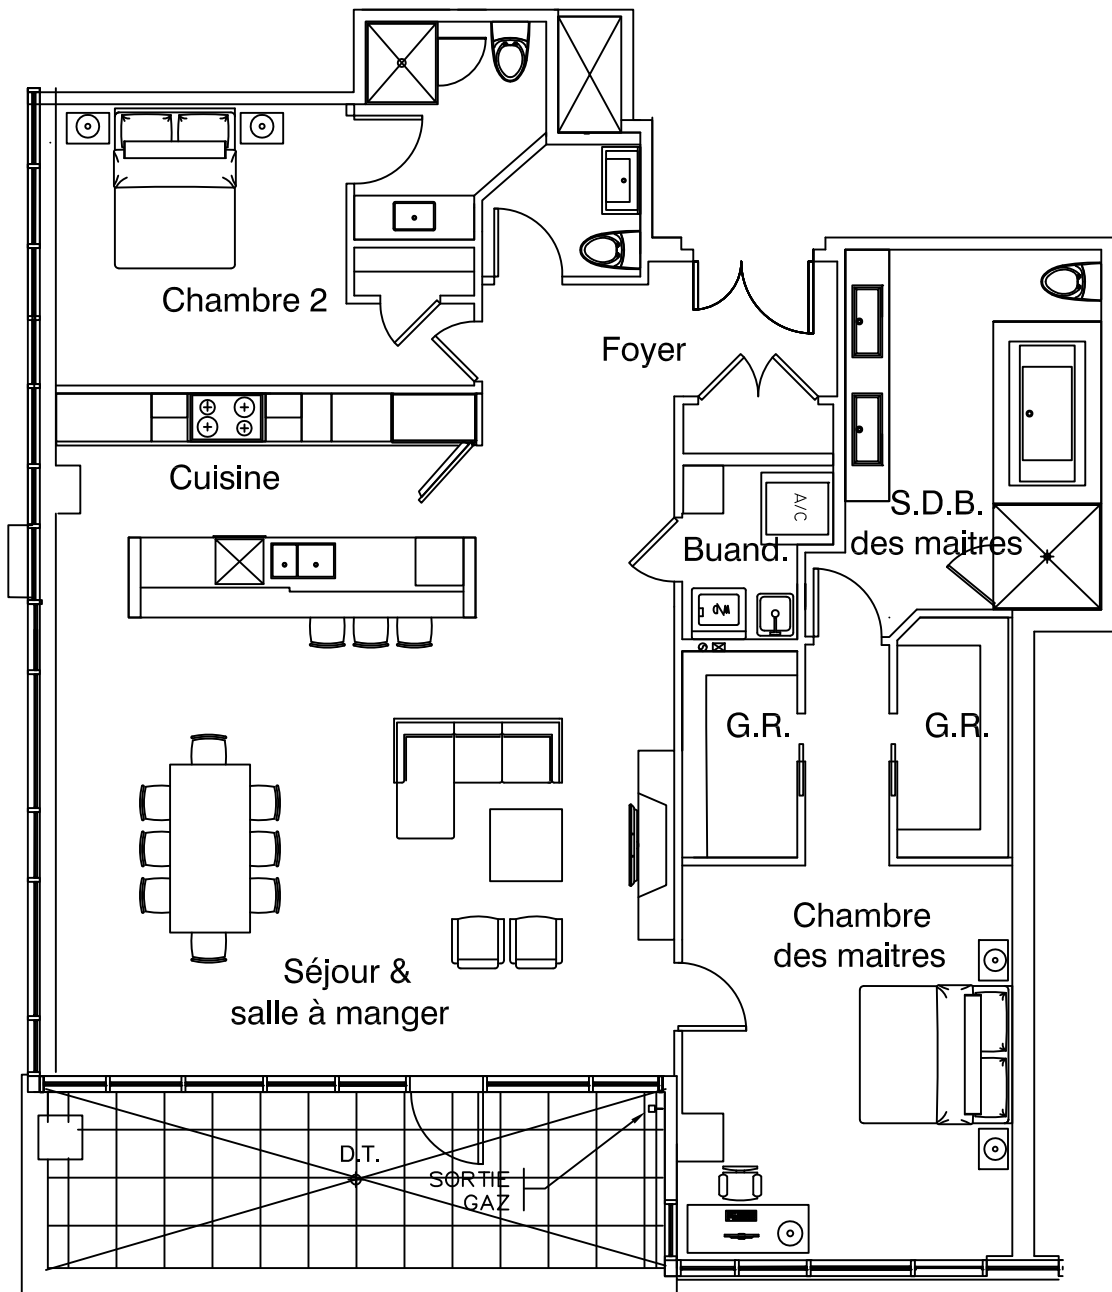 Chambre 2
Foyer
Cuisine
A/C
S.D.B.
des maitres
Buand.
W/D
G.R.
G.R.
Chambre
des maitres
Séjour &
salle à manger
D.T.
SORTIE
GAZ